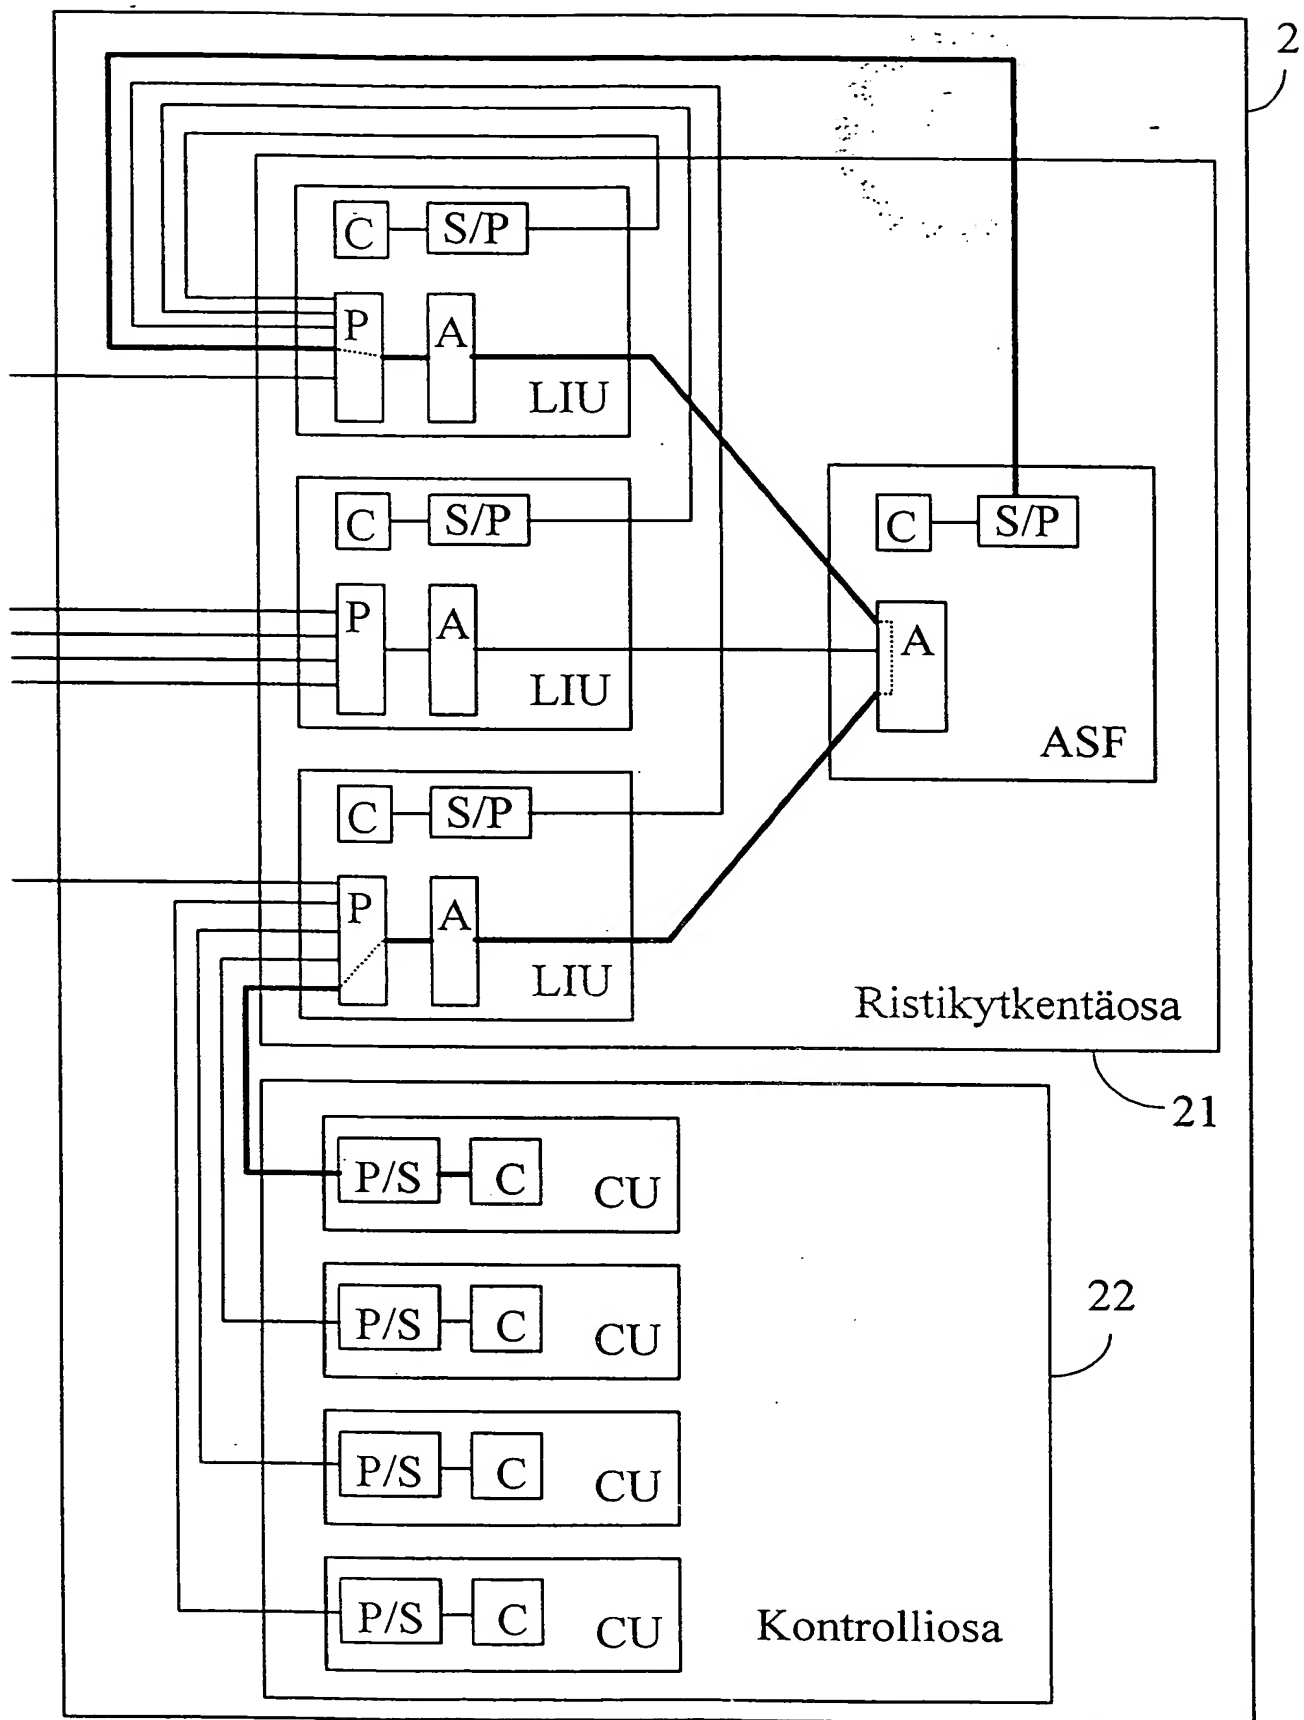 2
C S/P
P A
LIU
C S/P
P A
LIU
C S/P
A
ASF
C S/P
P A
LIU
Ristikytkentäosa
21
P/S C CU
22
P/S C CU
P/S C CU
P/S C CU
Kontrolliosa